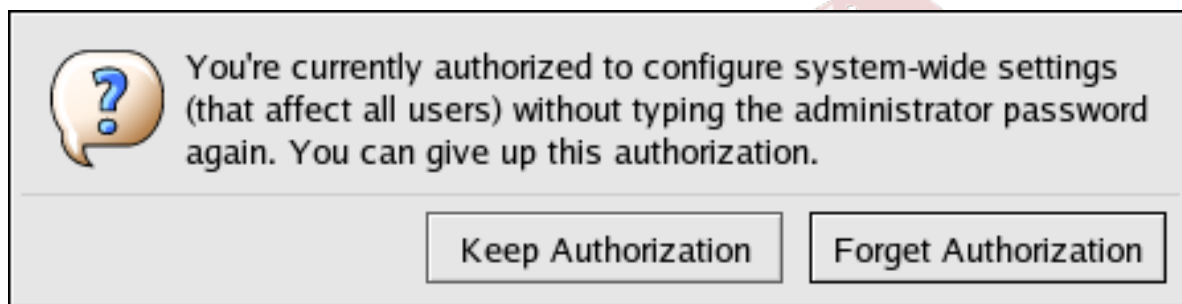 You're currently authorized to configure system-wide settings
(that affect all users) without typing the administrator password
again. You can give up this authorization.
Keep Authorization
Forget Authorization